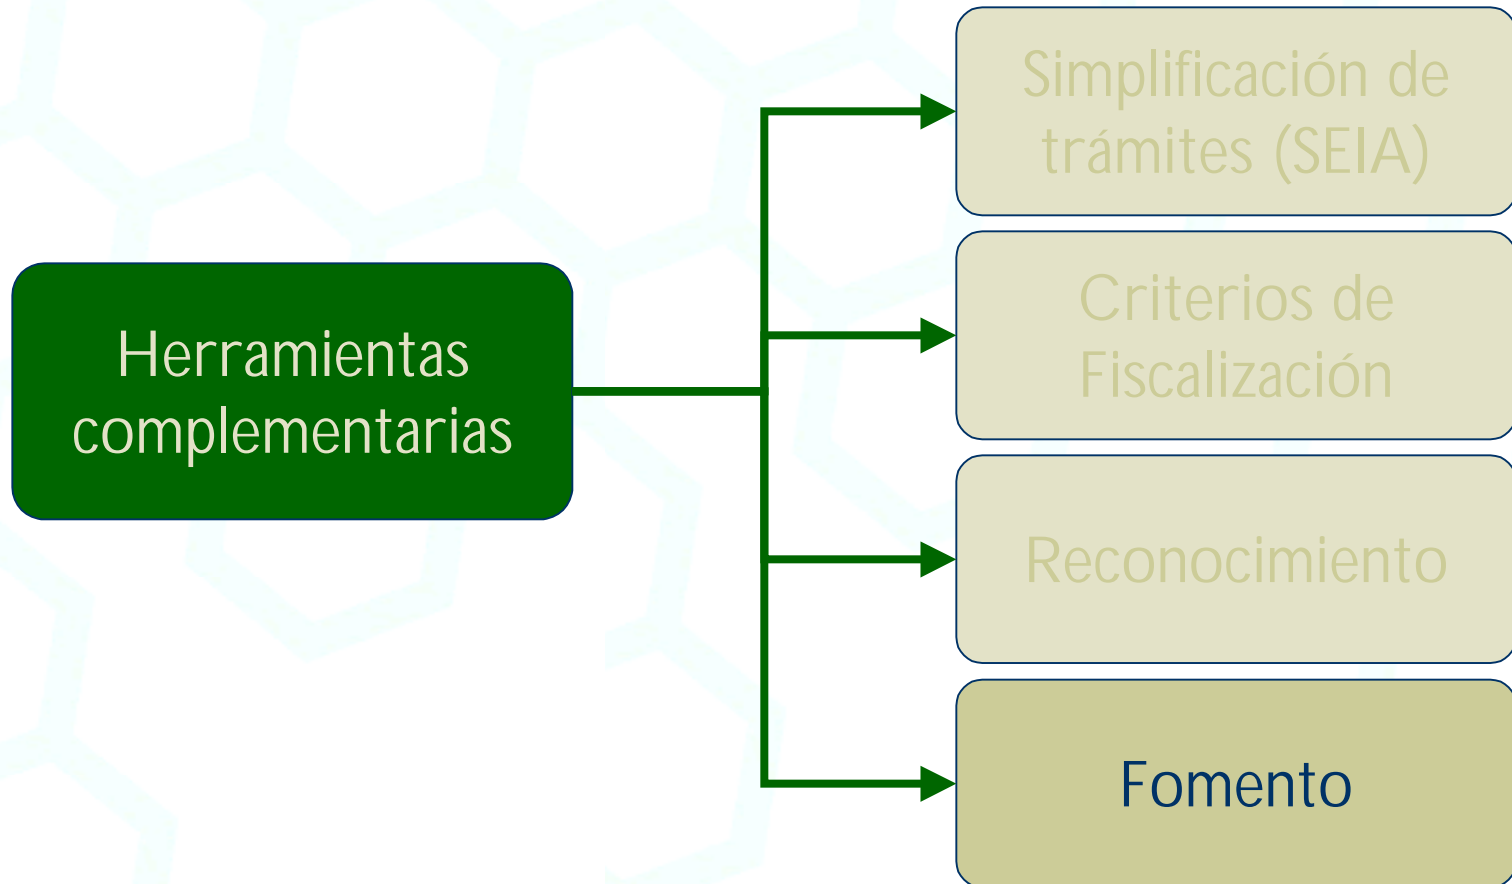 Herramientas
complementarias
Simplificación de
trámites (SEIA)
Criterios de
Fiscalización
Reconocimiento
Fomento